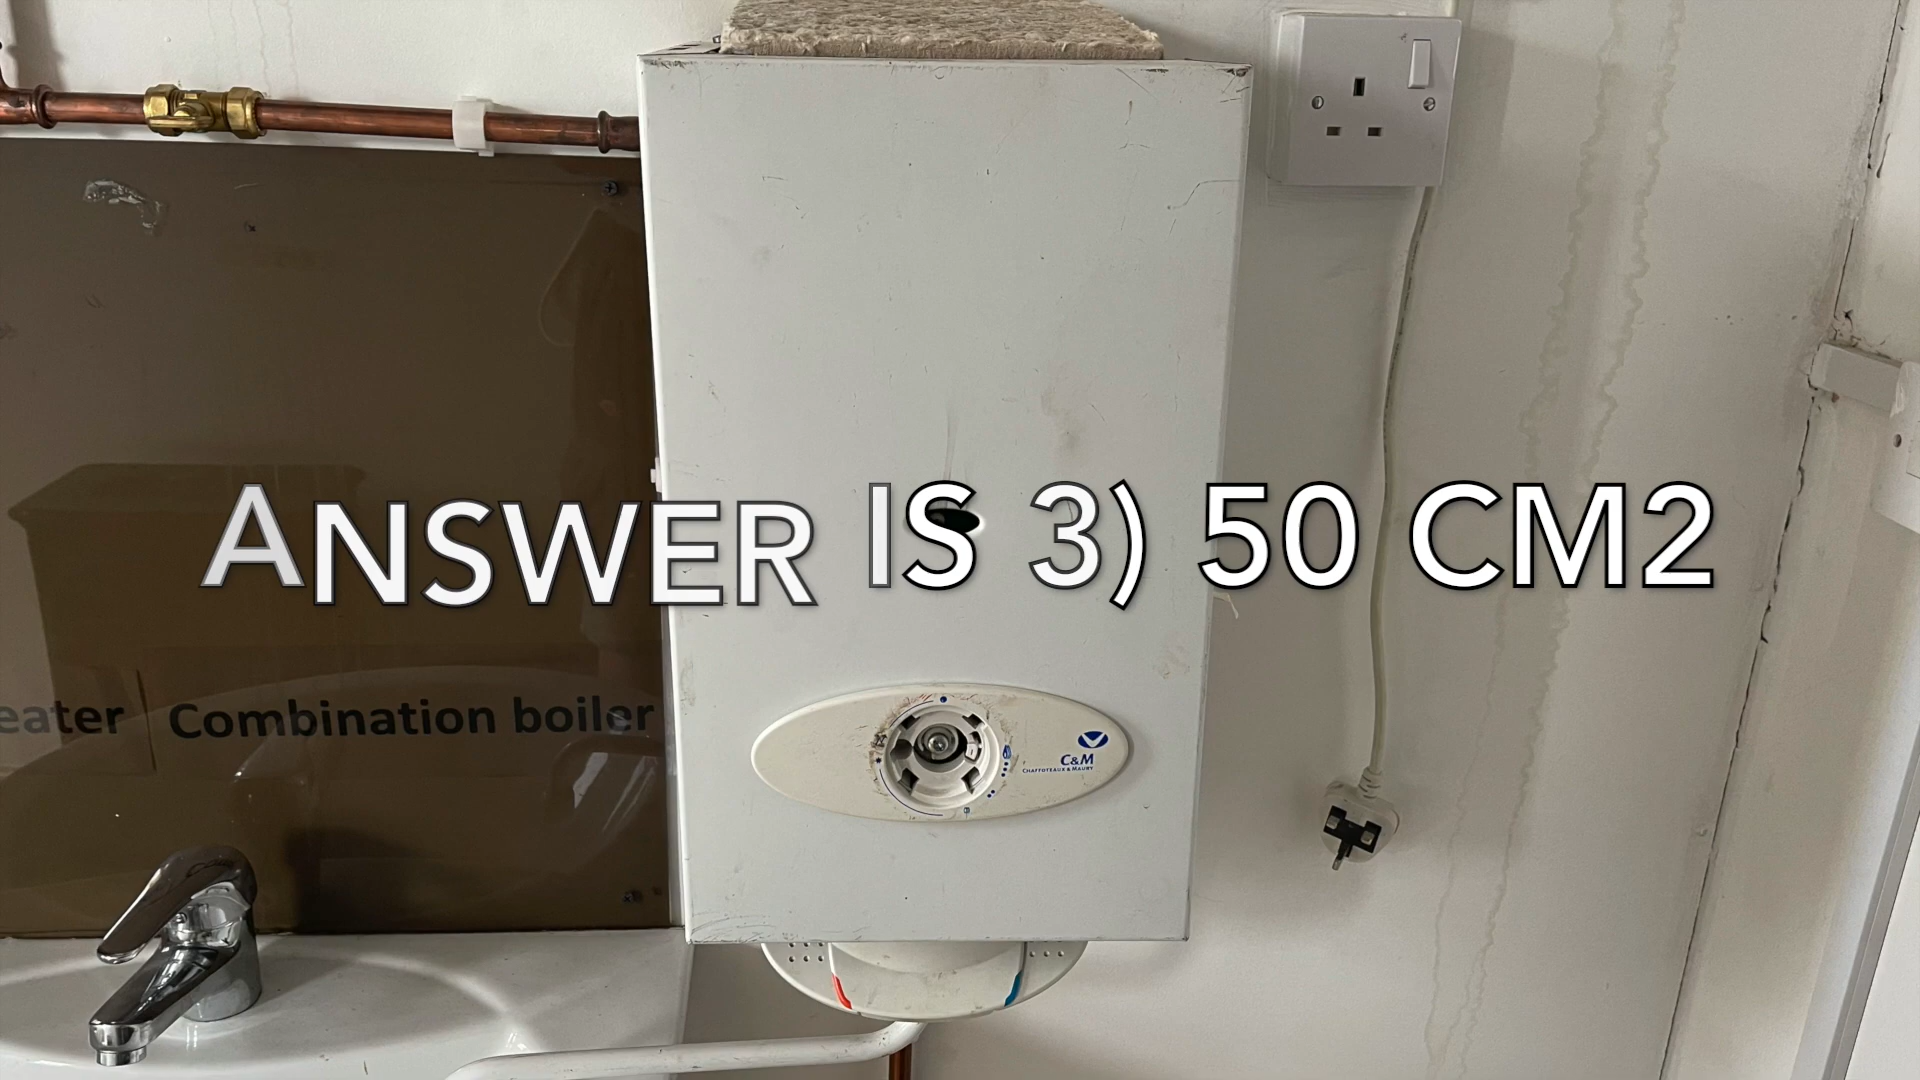 ANSWER IS 3) 50 CM2
eater Combination boiler
C&M
CHAFFOTEAUX & MAURY